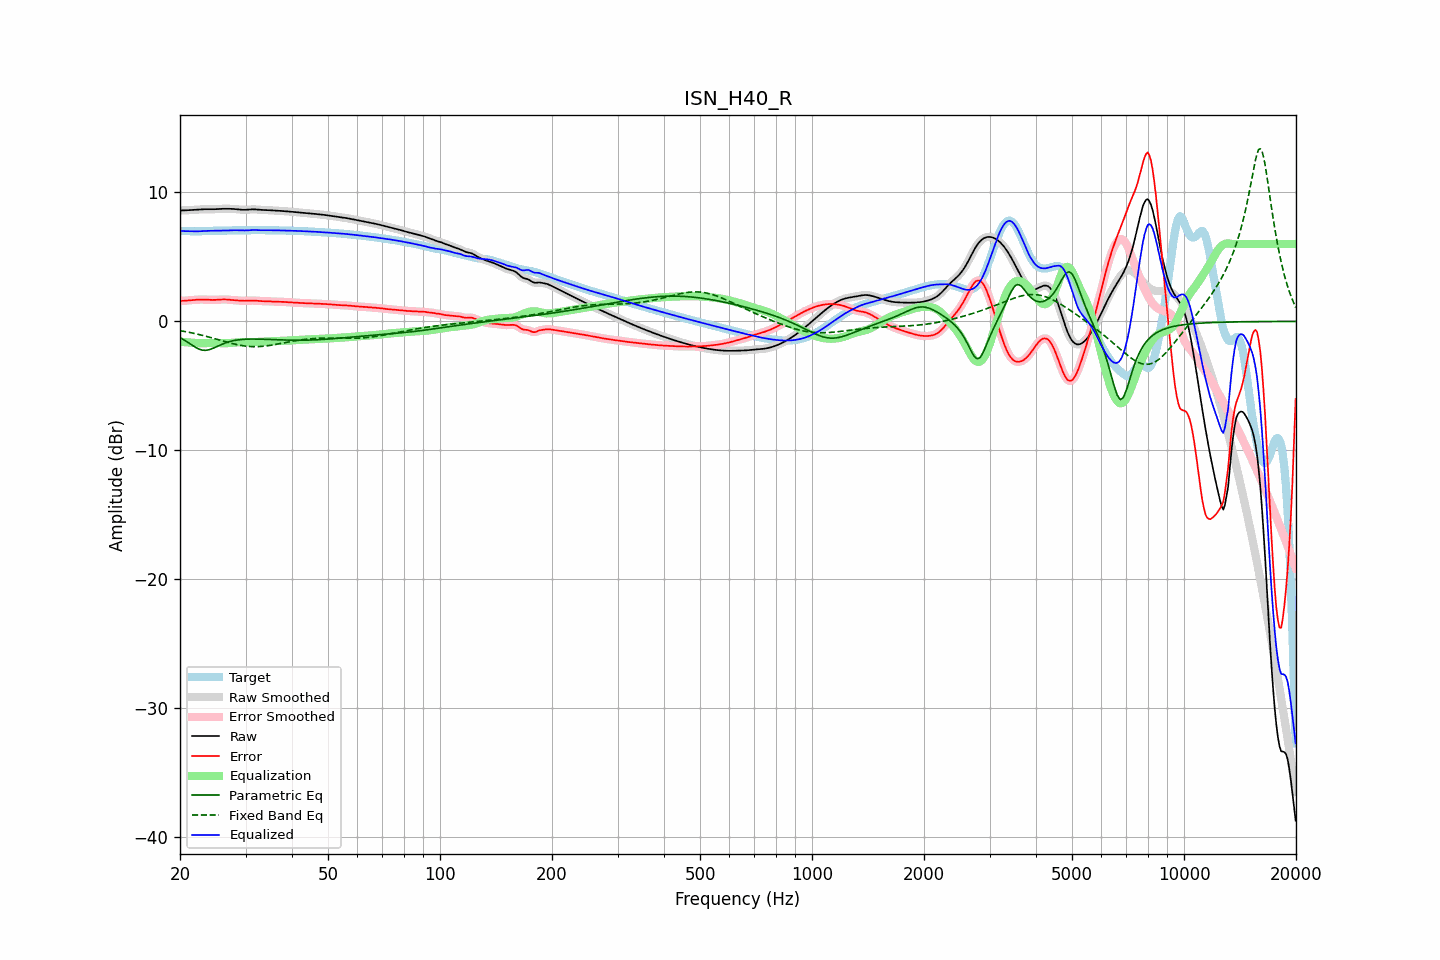 ISN_H40_R
Amplitude (dBr)
10
0
−10
−20
−30
−40
Target
Raw Smoothed
Error Smoothed
Raw
Error
Equalization
Parametric Eq
Fixed Band Eq
Equalized
20 50 100 200 500 1000 2000 5000 10000 20000
Frequency (Hz)